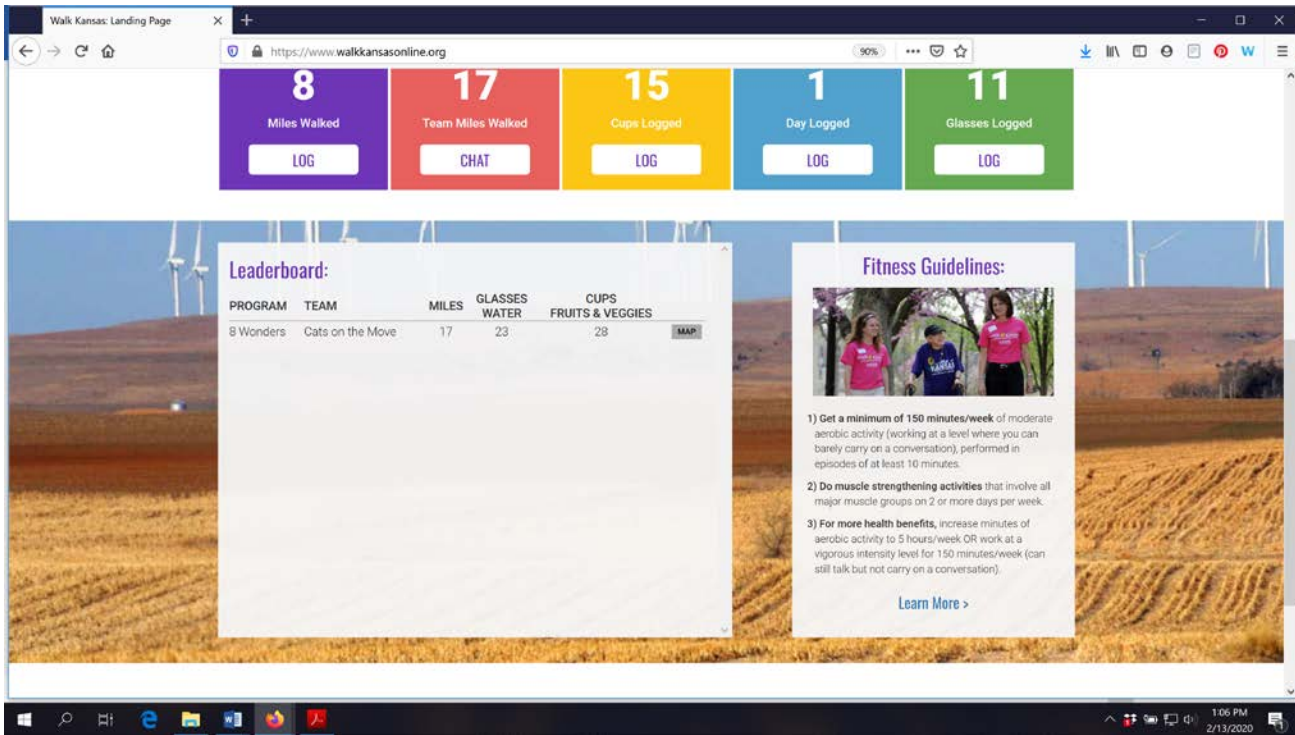 Walk Kansas: Landing Page
https://www.walkkansasonline.org
90%
8
17
15
1
11
Miles Walked
Team Miles Walked
Cups Logged
Day Logged
Glasses Logged
LOG
CHAT
LOG
LOG
LOG
Leaderboard:
PROGRAM TEAM MILES GLASSES WATER CUPS FRUITS & VEGGIES
8 Wonders Cats on the Move 17 23 28 MAP
Fitness Guidelines:
1) Get a minimum of 150 minutes/week of moderate
aerobic activity (working at a level where you can
barely carry on a conversation), performed in
episodes of at least 10 minutes.
2) Do muscle strengthening activities that involve all
major muscle groups on 2 or more days per week.
3) For more health benefits, increase minutes of
aerobic activity to 5 hours/week OR work at a
vigorous intensity level for 150 minutes/week (can
still talk but not carry on a conversation).
Learn More >
1:06 PM
2/13/2020